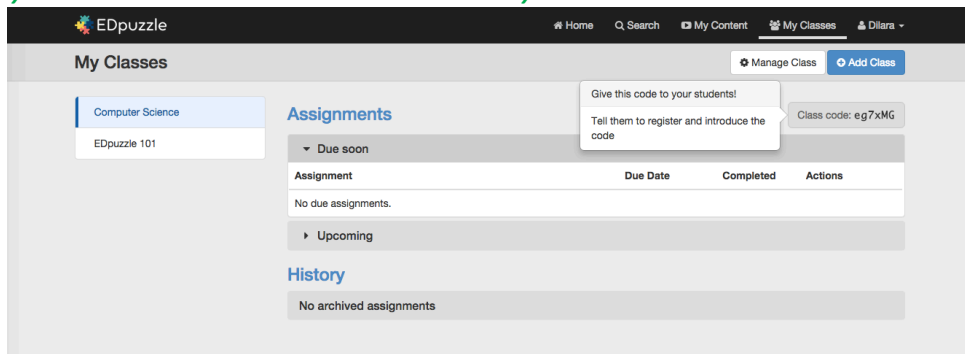 EDpuzzle
Home Search My Content My Classes Dilara
My Classes
Manage Class Add Class
Computer Science
EDpuzzle 101
Assignments
Give this code to your students!
Tell them to register and introduce the
code
Class code: eg7xMG
Due soon
Assignment Due Date Completed Actions
No due assignments.
Upcoming
History
No archived assignments